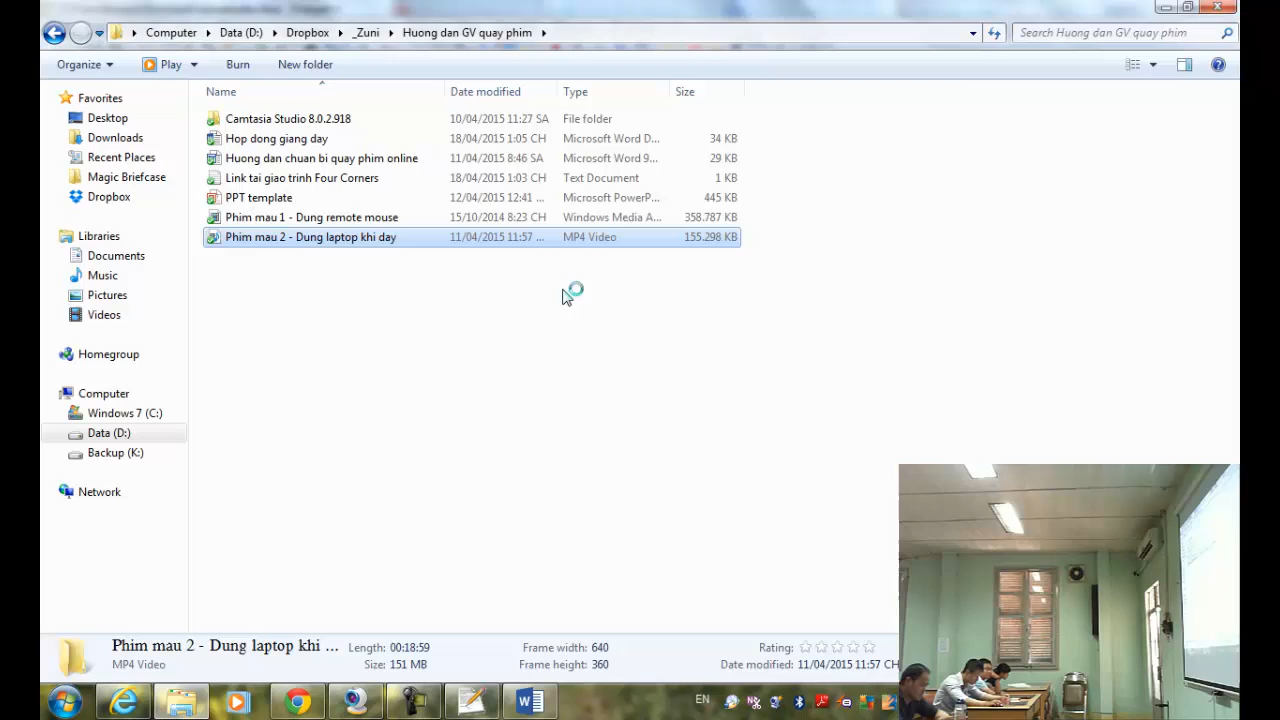 Computer Data (D:) Dropbox _Zuni Huong dan GV quay phim
Search Huong dan GV quay phim
Organize Play Burn New folder
Name Date modified Type Size
Camtasia Studio 8.0.2.918 10/04/2015 11:27 SA File folder
Hop dong giang day 18/04/2015 1:05 CH Microsoft Word D... 34 KB
Huong dan chuan bi quay phim online 11/04/2015 8:46 SA Microsoft Word 9... 29 KB
Link tai giao trinh Four Corners 18/04/2015 1:03 CH Text Document 1 KB
PPT template 12/04/2015 12:41 ... Microsoft PowerP... 445 KB
Phim mau 1 - Dung remote mouse 15/10/2014 8:23 CH Windows Media A... 358.787 KB
Phim mau 2 - Dung laptop khi day 11/04/2015 11:57 ... MP4 Video 155.298 KB
Favorites
Desktop
Downloads
Recent Places
Magic Briefcase
Dropbox
Libraries
Documents
Music
Pictures
Videos
Homegroup
Computer
Windows 7 (C:)
Data (D:)
Backup (K:)
Network
Phim mau 2 - Dung laptop khi ... Length: 00:18:59 Frame width: 640 Rating:
MP4 Video Size: 151 MB Frame height: 360 Date modified: 11/04/2015 11:57 CH
EN